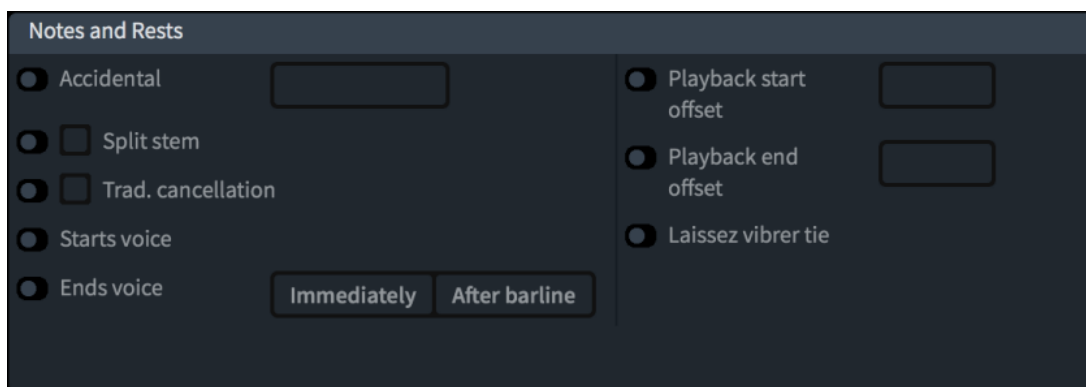 Notes and Rests
Accidental
Split stem
Trad. cancellation
Starts voice
Ends voice
Immediately
After barline
Playback start
offset
Playback end
offset
Laissez vibrer tie